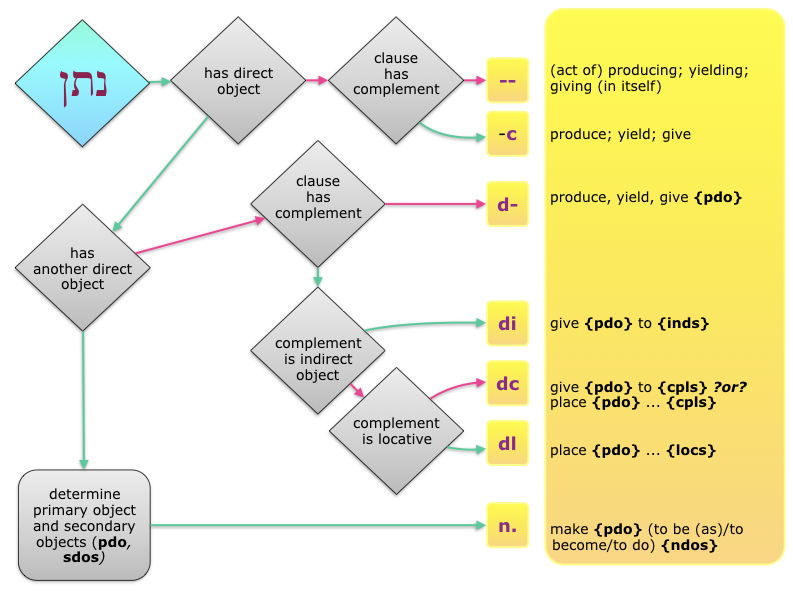 נתן
has direct
object
clause
has
complement
--
(act of) producing; yielding;
giving (in itself)
-c
produce; yield; give
clause
has
complement
d-
produce, yield, give {pdo}
has
another direct
object
complement
is indirect
object
di
give {pdo} to {inds}
dc
give {pdo} to {cpls} ?or?
place {pdo} ... {cpls}
complement
is locative
dl
place {pdo} ... {locs}
determine
primary object
and secondary
objects (pdo,
sdos)
n.
make {pdo} (to be (as)/to
become/to do) {ndos}